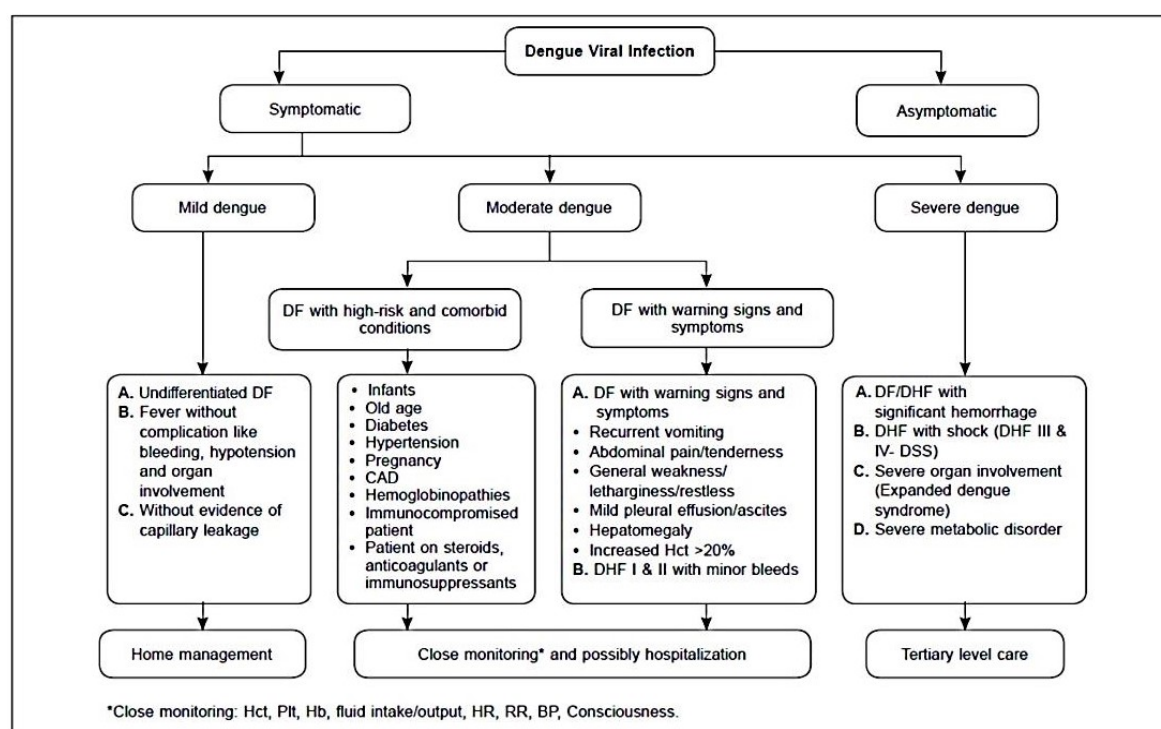 Dengue Viral Infection
Symptomatic
Asymptomatic
Mild dengue
Moderate dengue
Severe dengue
DF with high-risk and comorbid
conditions
DF with warning signs and
symptoms
A. Undifferentiated DF
B. Fever without
complication like
bleeding, hypotension
and organ
involvement
C. Without evidence of
capillary leakage
• Infants
• Old age
• Diabetes
• Hypertension
• Pregnancy
• CAD
• Hemoglobinopathies
• Immunocompromised
patient
• Patient on steroids,
anticoagulants or
immunosuppressants
A. DF with warning signs and
symptoms
• Recurrent vomiting
• Abdominal pain/tenderness
• General weakness/
letharginess/restless
• Mild pleural effusion/ascites
• Hepatomegaly
• Increased Hct >20%
B. DHF I & II with minor bleeds
A. DF/DHF with
significant hemorrhage
B. DHF with shock (DHF III &
IV- DSS)
C. Severe organ involvement
(Expanded dengue
syndrome)
D. Severe metabolic disorder
Home management
Close monitoring* and possibly hospitalization
Tertiary level care
*Close monitoring: Hct, Plt, Hb, fluid intake/output, HR, RR, BP, Consciousness.